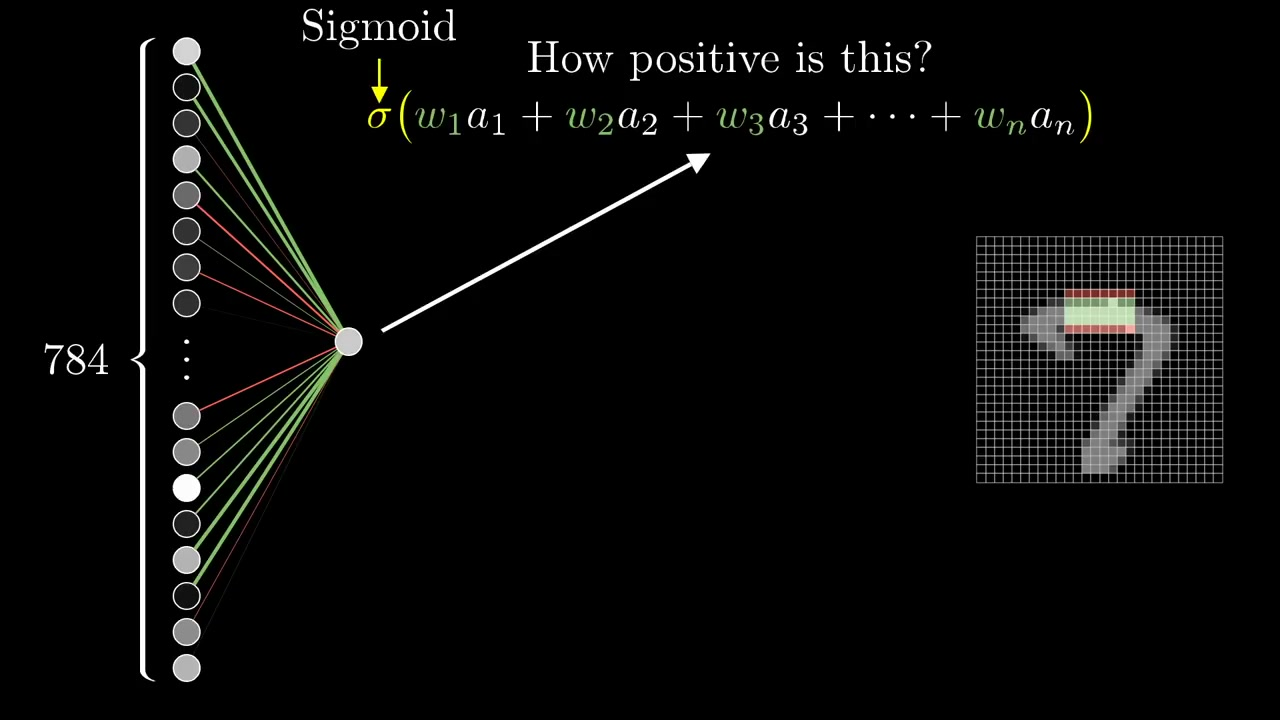 Sigmoid
How positive is this?
σ(w₁a₁ + w₂a₂ + w₃a₃ + ⋯ + wₙaₙ)
784